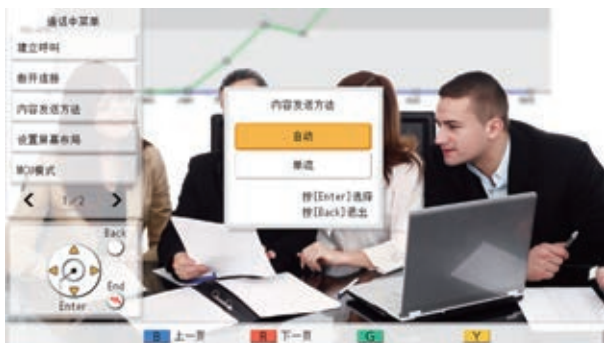 通话中菜单
建立呼叫
断开连接
内容发送方法
设置屏幕布局
MCU模式
1/2
Back
End
Enter
内容发送方法
自动
单流
按[Enter]选择
按[Back]退出
B 上一页
R 下一页
G
Y